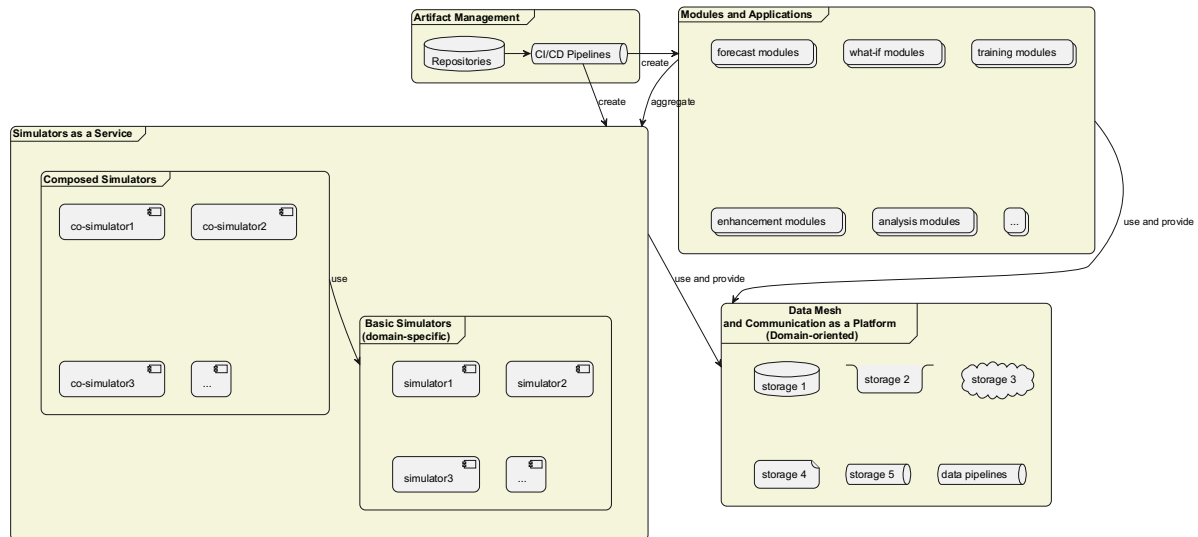 Artifact Management
Repositories
CI/CD Pipelines
create
create
aggregate
Modules and Applications
forecast modules
what-if modules
training modules
enhancement modules
analysis modules
...
use and provide
Simulators as a Service
Composed Simulators
co-simulator1
co-simulator2
co-simulator3
...
use
Basic Simulators
(domain-specific)
simulator1
simulator2
simulator3
...
use and provide
Data Mesh
and Communication as a Platform
(Domain-oriented)
storage 1
storage 2
storage 3
storage 4
storage 5
data pipelines